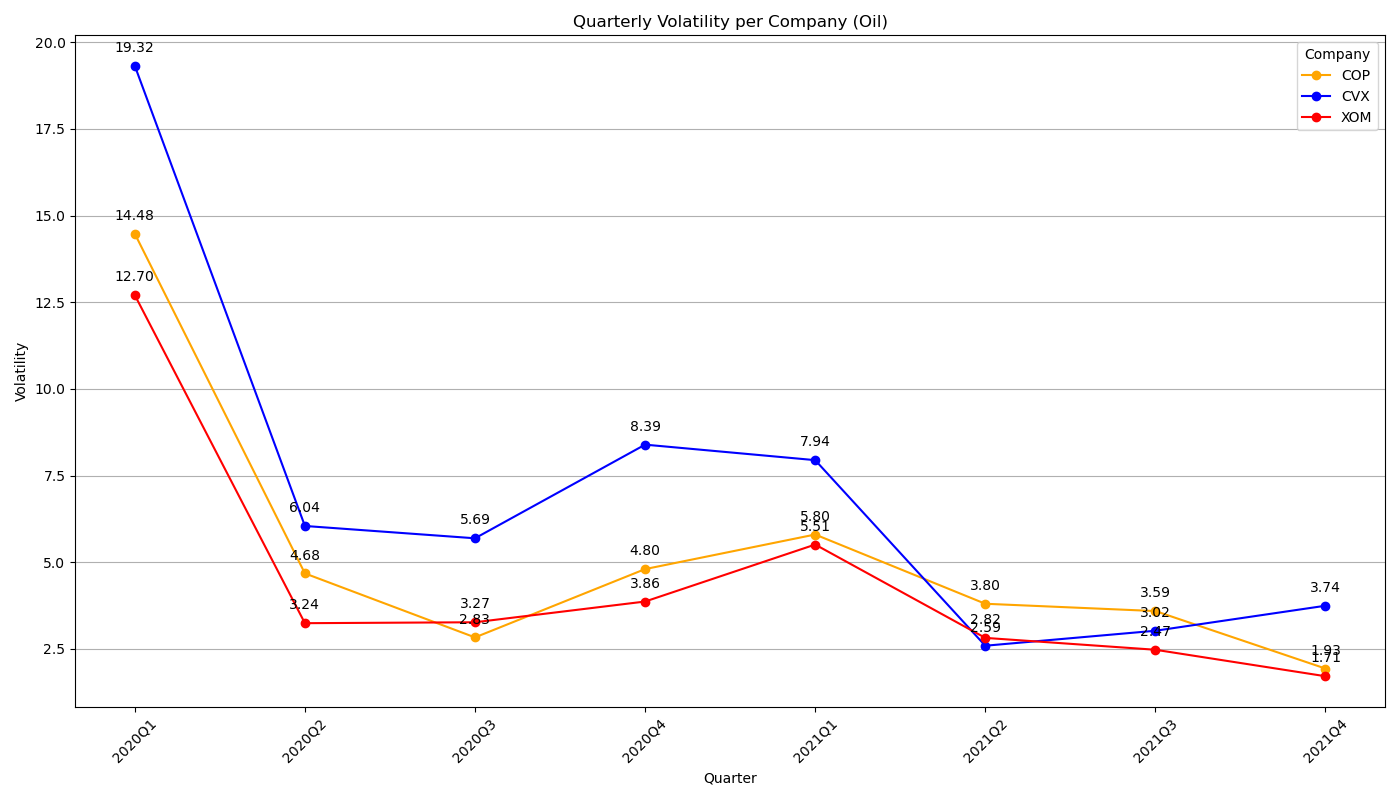 Quarterly Volatility per Company (Oil)
20.0
17.5
15.0
12.5
10.0
7.5
5.0
2.5
Volatility
19.32
14.48
12.70
6.04
4.68
3.24
5.69
3.27
2.83
8.39
4.80
3.86
7.94
5.80
5.51
3.80
2.82
2.59
3.59
3.02
2.47
3.74
1.93
1.71
Company
COP
CVX
XOM
2020Q1
2020Q2
2020Q3
2020Q4
2021Q1
2021Q2
2021Q3
2021Q4
Quarter